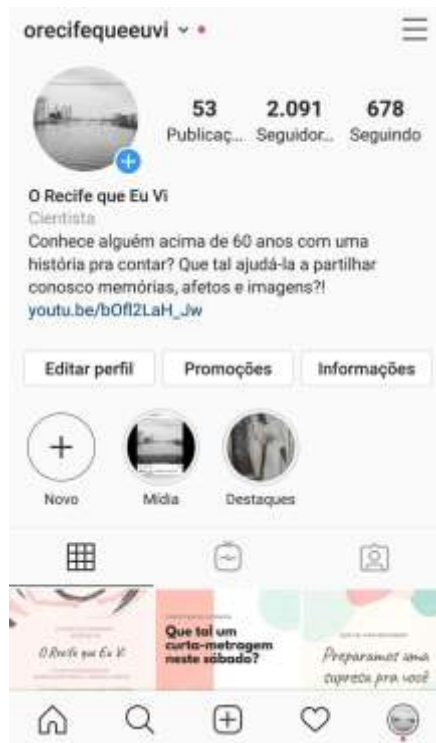 orecifequeeuvi
53 2.091 678
Publicaç... Seguidor... Seguindo
O Recife que Eu Vi
Cientista
Conhece alguém acima de 60 anos com uma
história pra contar? Que tal ajudá-la a partilhar
conosco memórias, afetos e imagens?!
youtu.be/bOfl2LaH_Jw
Editar perfil Promoções Informações
Novo Mídia Destaques
O Recife que Eu Vi
Que tal um
curta-metragem
neste sábado?
Preparamos uma
supresa pra você